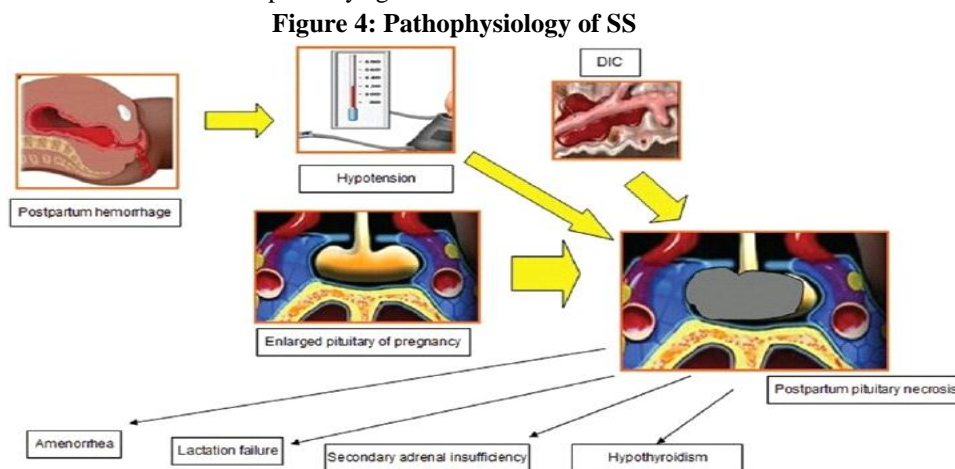 Figure 4: Pathophysiology of SS
DIC
Hypotension
Postpartum hemorrhage
Enlarged pituitary of pregnancy
Postpartum pituitary necrosis
Amenorrhea
Lactation failure
Secondary adrenal insufficiency
Hypothyroidism